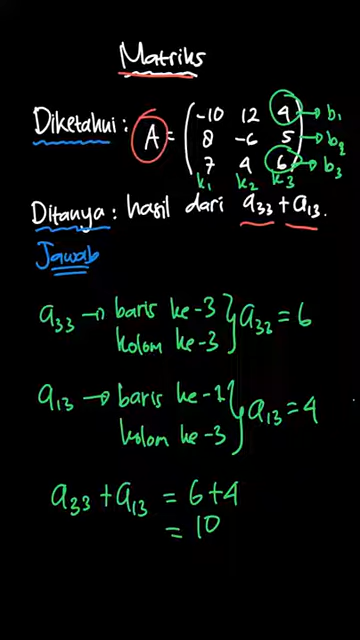 Matriks
Diketahui : A = ( -10 12 4 ) → b1
( 8 -6 5 ) → b2
( 7 4 6 ) → b3
k1 k2 k3
Ditanya : hasil dari a33 + a13.
Jawab
a33 → baris ke -3
kolom ke -3 } a33 = 6
a13 → baris ke -1
kolom ke -3 } a13 = 4
a33 + a13 = 6 + 4
= 10